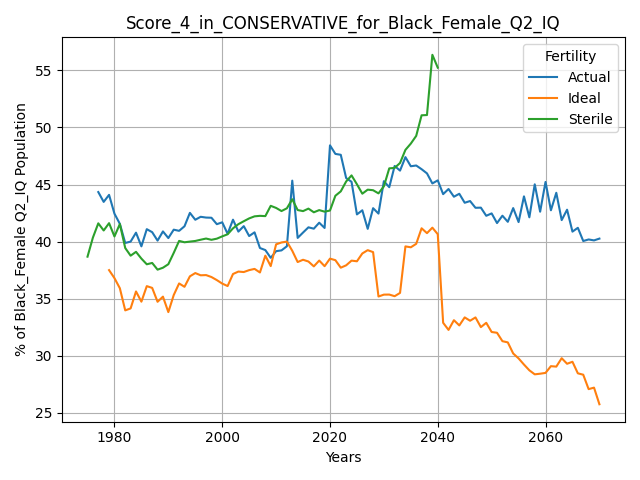 Score_4_in_CONSERVATIVE_for_Black_Female_Q2_IQ
% of Black_Female Q2_IQ Population
55
50
45
40
35
30
25
1980
2000
2020
2040
2060
Years
Fertility
Actual
Ideal
Sterile